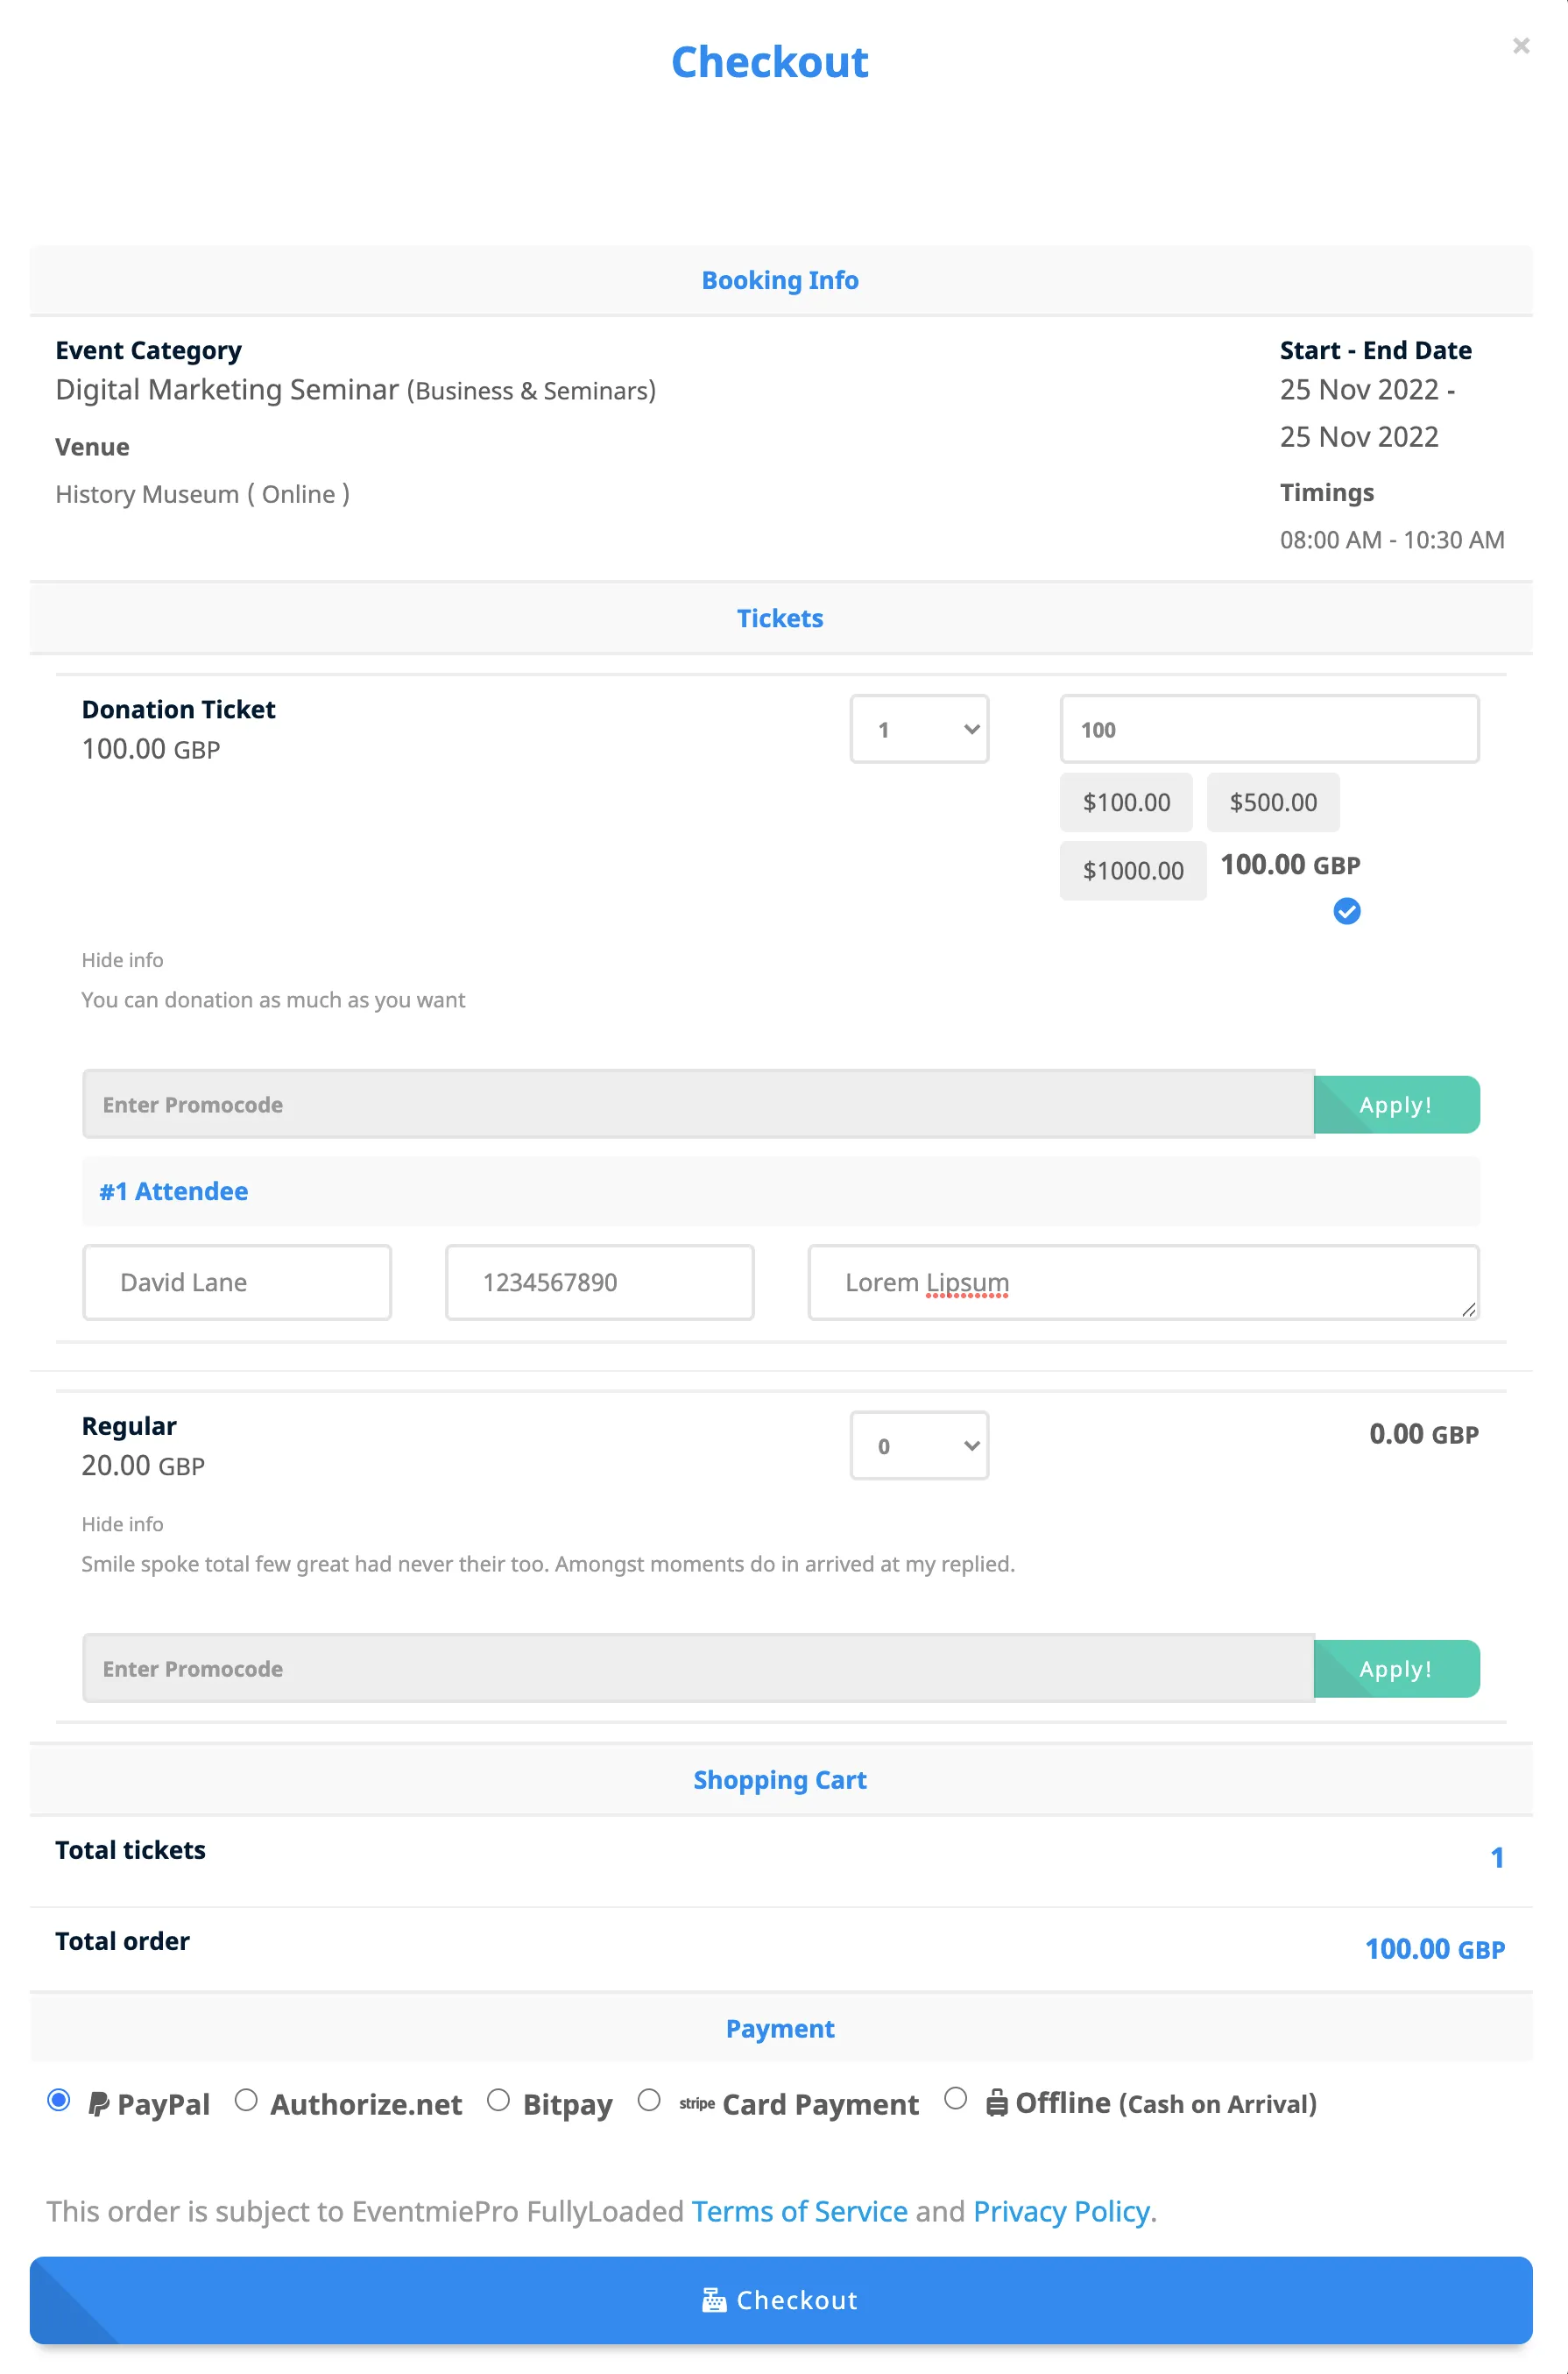 Checkout
×
Booking Info
Event Category
Digital Marketing Seminar (Business & Seminars)
Venue
History Museum ( Online )
Start - End Date
25 Nov 2022 -
25 Nov 2022
Timings
08:00 AM - 10:30 AM
Tickets
Donation Ticket
100.00 GBP
1
100
$100.00 $500.00
$1000.00 100.00 GBP
Hide info
You can donation as much as you want
Enter Promocode Apply!
#1 Attendee
David Lane 1234567890 Lorem Lipsum
Regular
20.00 GBP
0
0.00 GBP
Hide info
Smile spoke total few great had never their too. Amongst moments do in arrived at my replied.
Enter Promocode Apply!
Shopping Cart
Total tickets 1
Total order 100.00 GBP
Payment
PayPal Authorize.net Bitpay stripe Card Payment Offline (Cash on Arrival)
This order is subject to EventmiePro FullyLoaded Terms of Service and Privacy Policy.
Checkout